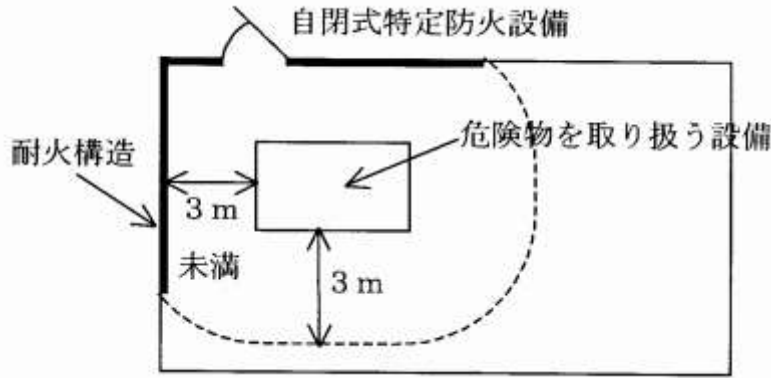 自閉式特定防火設備
危険物を取り扱う設備
耐火構造
3 m
未満
3 m